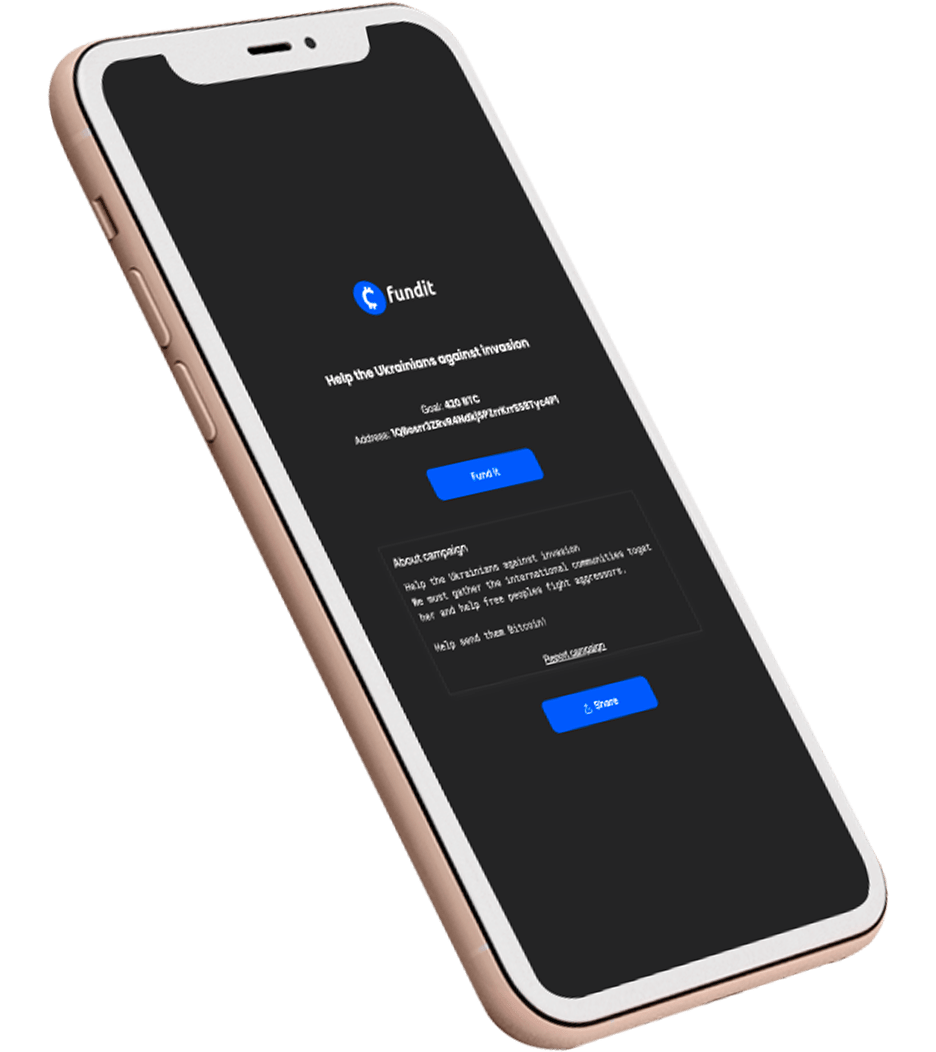 fundit
Help the Ukrainians against invasion
Goal: 420 BTC
Address:
Fund it
About campaign
Help the Ukrainians against invasion
We must gather the international communities toget
her and help free peoples fight aggressors.
Help send them Bitcoin!
Report campaign
Share